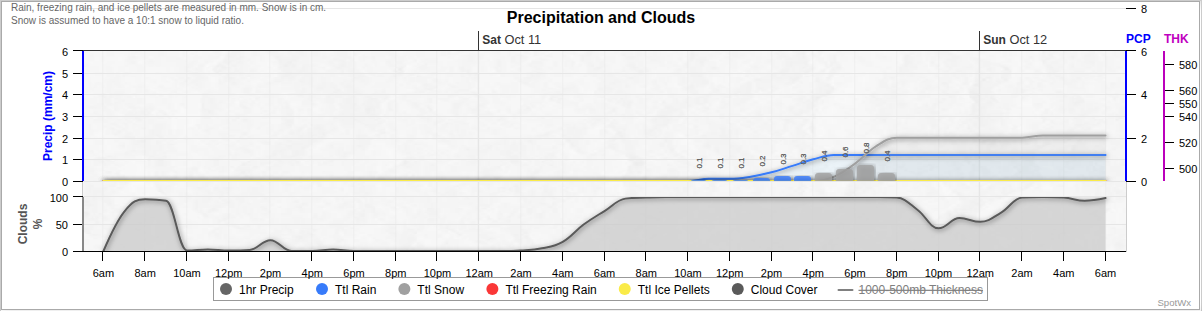 Rain, freezing rain, and ice pellets are measured in mm. Snow is in cm.
Snow is assumed to have a 10:1 snow to liquid ratio.
Precipitation and Clouds
8
Sat Oct 11
Sun Oct 12
PCP THK
6
5
4
3
2
1
0
Precip (mm/cm)
6
4
2
0
580
560
550
540
520
500
0.1 0.1 0.1 0.2 0.3 0.3 0.4 0.6 0.8 0.4
100
50
0
Clouds
%
6am 8am 10am 12pm 2pm 4pm 6pm 8pm 10pm 12am 2am 4am 6am 8am 10am 12pm 2pm 4pm 6pm 8pm 10pm 12am 2am 4am 6am
1hr Precip Ttl Rain Ttl Snow Ttl Freezing Rain Ttl Ice Pellets Cloud Cover 1000-500mb Thickness
SpotWx